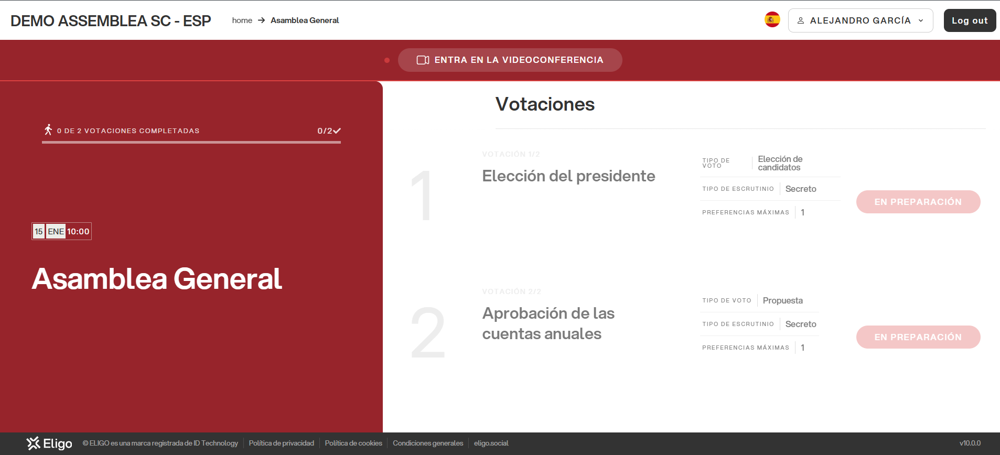 DEMO ASSEMBLEA SC - ESP
home → Asamblea General
ALEJANDRO GARCÍA
Log out
ENTRA EN LA VIDEOCONFERENCIA
0 DE 2 VOTACIONES COMPLETADAS
0/2
15 ENE 10:00
Asamblea General
Votaciones
1
VOTACIÓN 1/2
Elección del presidente
TIPO DE
VOTO
Elección de
candidatos
TIPO DE ESCRUTINIO
Secreto
PREFERENCIAS MÁXIMAS
1
EN PREPARACIÓN
2
VOTACIÓN 2/2
Aprobación de las
cuentas anuales
TIPO DE VOTO
Propuesta
TIPO DE ESCRUTINIO
Secreto
PREFERENCIAS MÁXIMAS
1
EN PREPARACIÓN
Eligo
© ELIGO es una marca registrada de ID Technology
Política de privacidad
Política de cookies
Condiciones generales
eligo.social
v10.0.0